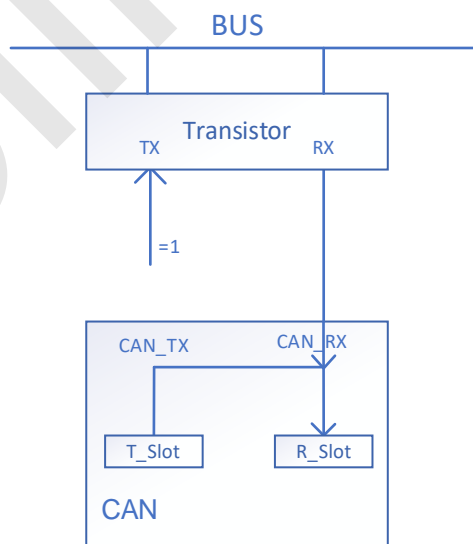 BUS
Transistor
TX
RX
=1
CAN_TX
CAN_RX
T_Slot
R_Slot
CAN